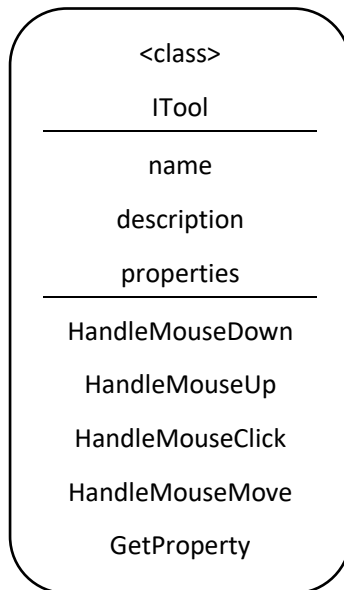 <class>
ITool
name
description
properties
HandleMouseDown
HandleMouseUp
HandleMouseClick
HandleMouseMove
GetProperty